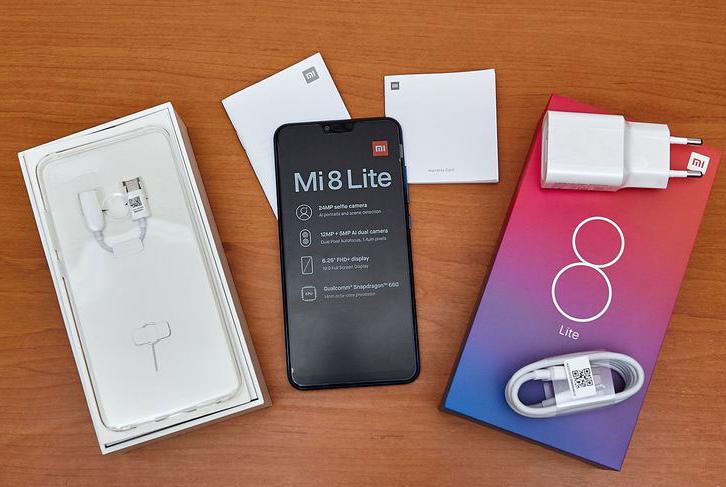 mi
mi
mi
Mi 8 Lite
24MP selfie camera
AI portraits and scene detection
12MP + 5MP AI dual camera
Dual Pixel Autofocus, 1.4μm pixels
6.26" FHD+ display
19:9 Full Screen Display
CPU
Qualcomm® Snapdragon™ 660
14nm octa-core processor
Warranty Card
mi
8
Lite